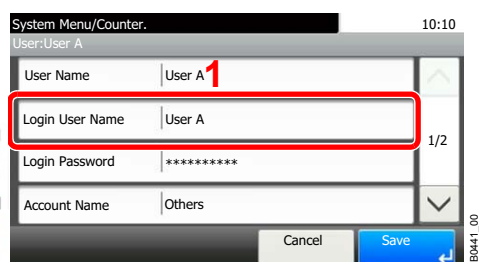 System Menu/Counter. 10:10
User:User A
User Name User A 1
Login User Name User A
1/2
Login Password **********
Account Name Others
Cancel Save
B0441_00